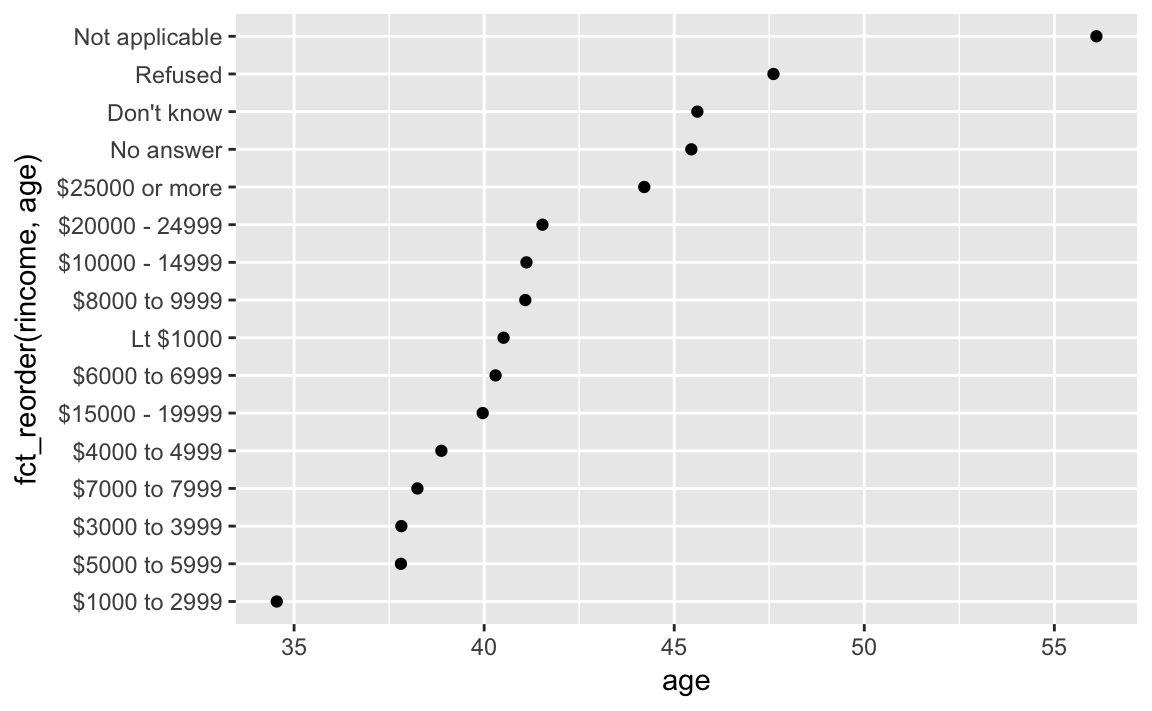 Not applicable
Refused
Don't know
No answer
$25000 or more
$20000 - 24999
$10000 - 14999
$8000 to 9999
Lt $1000
$6000 to 6999
$15000 - 19999
$4000 to 4999
$7000 to 7999
$3000 to 3999
$5000 to 5999
$1000 to 2999
fct_reorder(rincome, age)
35 40 45 50 55
age